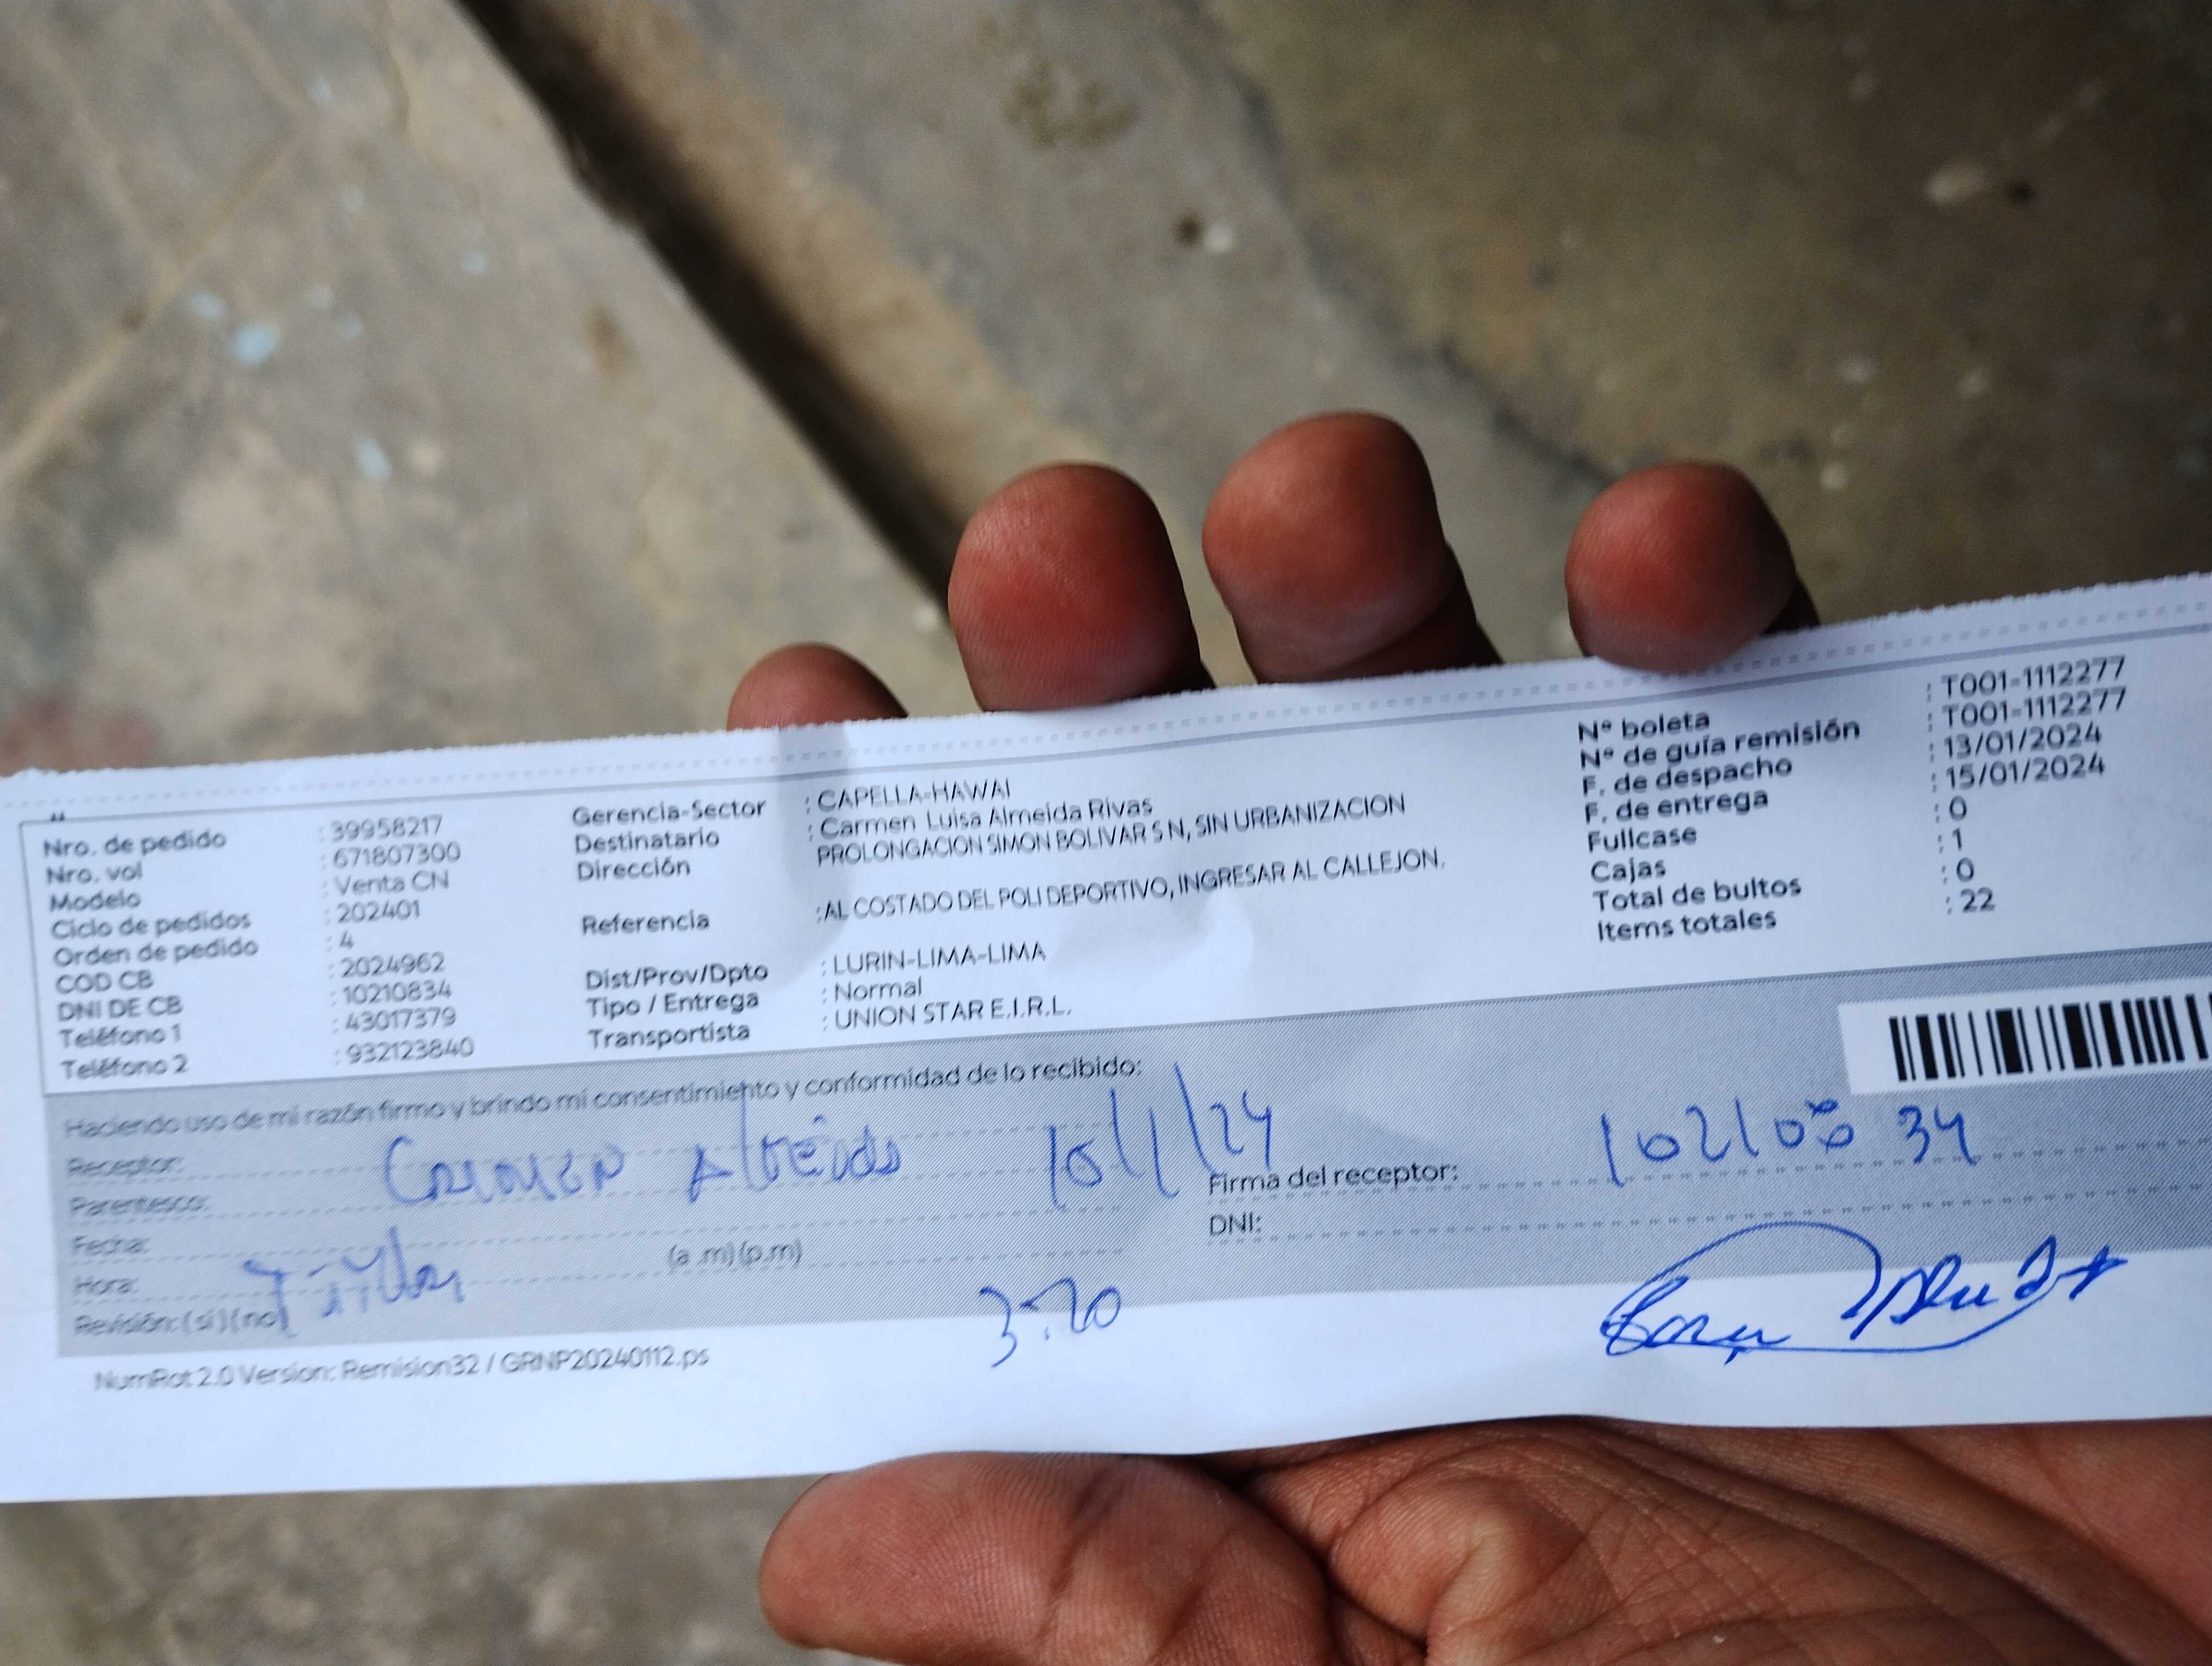 Nro. de pedido : 39958217
Nro. vol : 671807300
Modelo : Venta CN
Ciclo de pedidos : 202401
Orden de pedido : 4
COD CB : 2024962
DNI DE CB : 10210834
Teléfono 1 : 43017379
Teléfono 2 : 932123840
Gerencia-Sector : CAPELLA-HAWAI
Destinatario : Carmen Luisa Almeida Rivas
Dirección PROLONGACION SIMON BOLIVAR S N, SIN URBANIZACION
Referencia : AL COSTADO DEL POLI DEPORTIVO, INGRESAR AL CALLEJON.
Dist/Prov/Dpto : LURIN-LIMA-LIMA
Tipo / Entrega : Normal
Transportista : UNION STAR E.I.R.L.
N° boleta : T001-1112277
N° de guía remisión : T001-1112277
F. de despacho : 13/01/2024
F. de entrega : 15/01/2024
Fullcase : 0
Cajas : 1
Total de bultos : 0
Items totales : 22
Haciendo uso de mi razón firmo y brindo mi consentimiento y conformidad de lo recibido:
Receptor: Carmen
Parentesco:
Fecha:
Hora: (a .m) (p.m)
Revisión: (si) (no)
Firma del receptor: 10210834
DNI:
3:20
NumRot 2.0 Version: Remision32 / GRNP20240112.ps